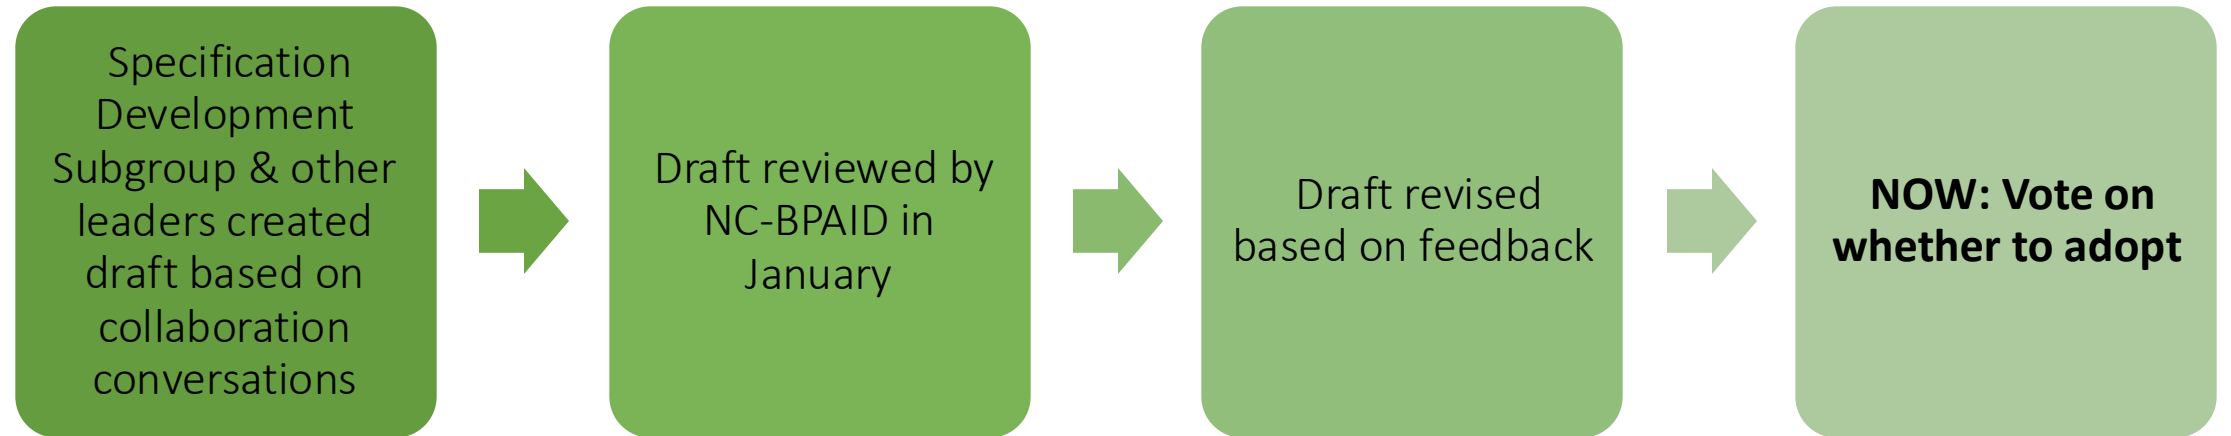 Specification
Development
Subgroup & other
leaders created
draft based on
collaboration
conversations
Draft reviewed by
NC-BPAID in
January
Draft revised
based on feedback
NOW: Vote on
whether to adopt